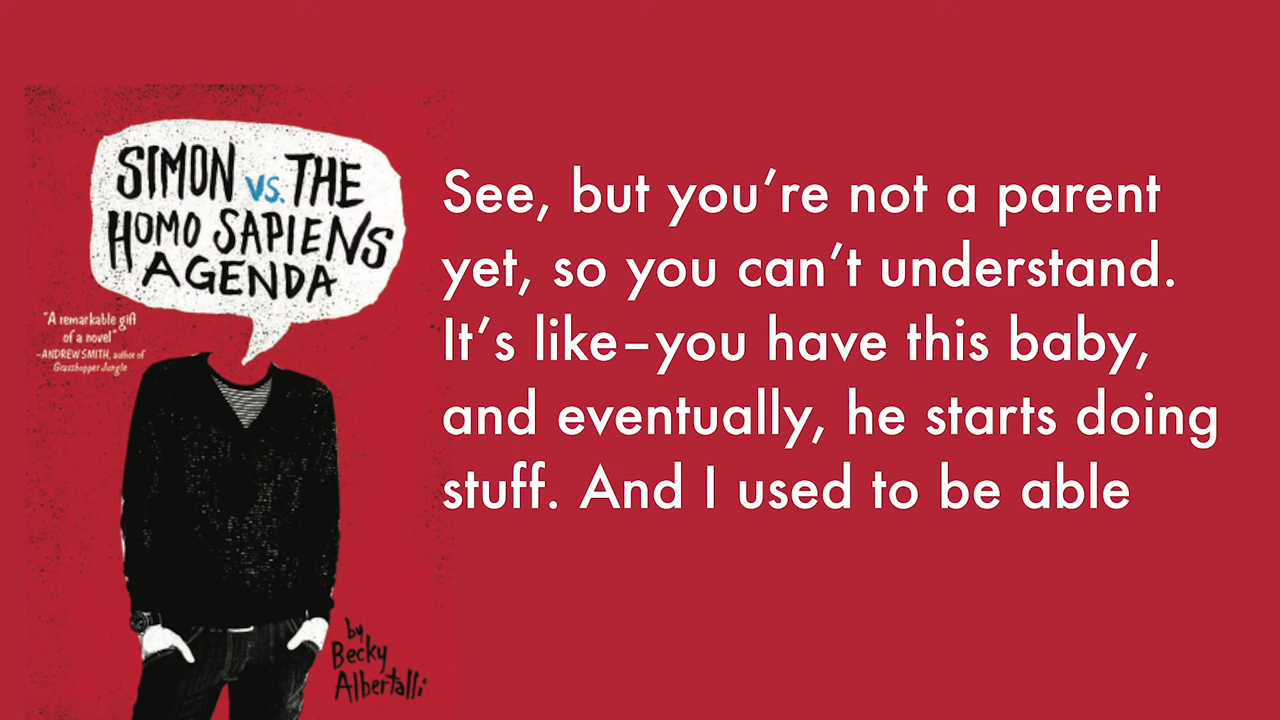 SIMON VS. THE
HOMO SAPIENS
AGENDA
"A remarkable gift
of a novel"
–ANDREW SMITH, author of
Grasshopper Jungle
by
Becky
Albertalli
See, but you’re not a parent
yet, so you can’t understand.
It’s like–you have this baby,
and eventually, he starts doing
stuff. And I used to be able